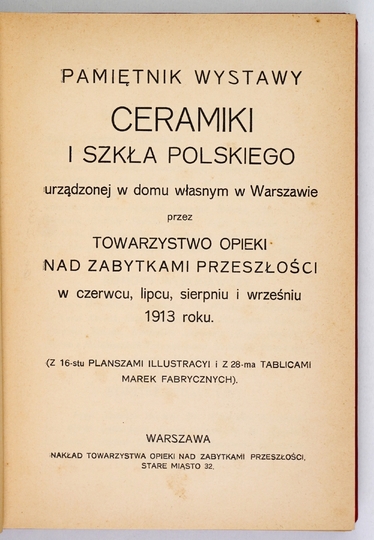 PAMIĘTNIK WYSTAWY
CERAMIKI
I SZKŁA POLSKIEGO
urządzonej w domu własnym w Warszawie
przez
TOWARZYSTWO OPIEKI
NAD ZABYTKAMI PRZESZŁOŚCI
w czerwcu, lipcu, sierpniu i wrześniu
1913 roku.
(Z 16-stu PLANSZAMI ILLUSTRACYI i Z 28-ma TABLICAMI
MAREK FABRYCZNYCH).
WARSZAWA
NAKŁAD TOWARZYSTWA OPIEKI NAD ZABYTKAMI PRZESZŁOŚCI,
STARE MIASTO 32.